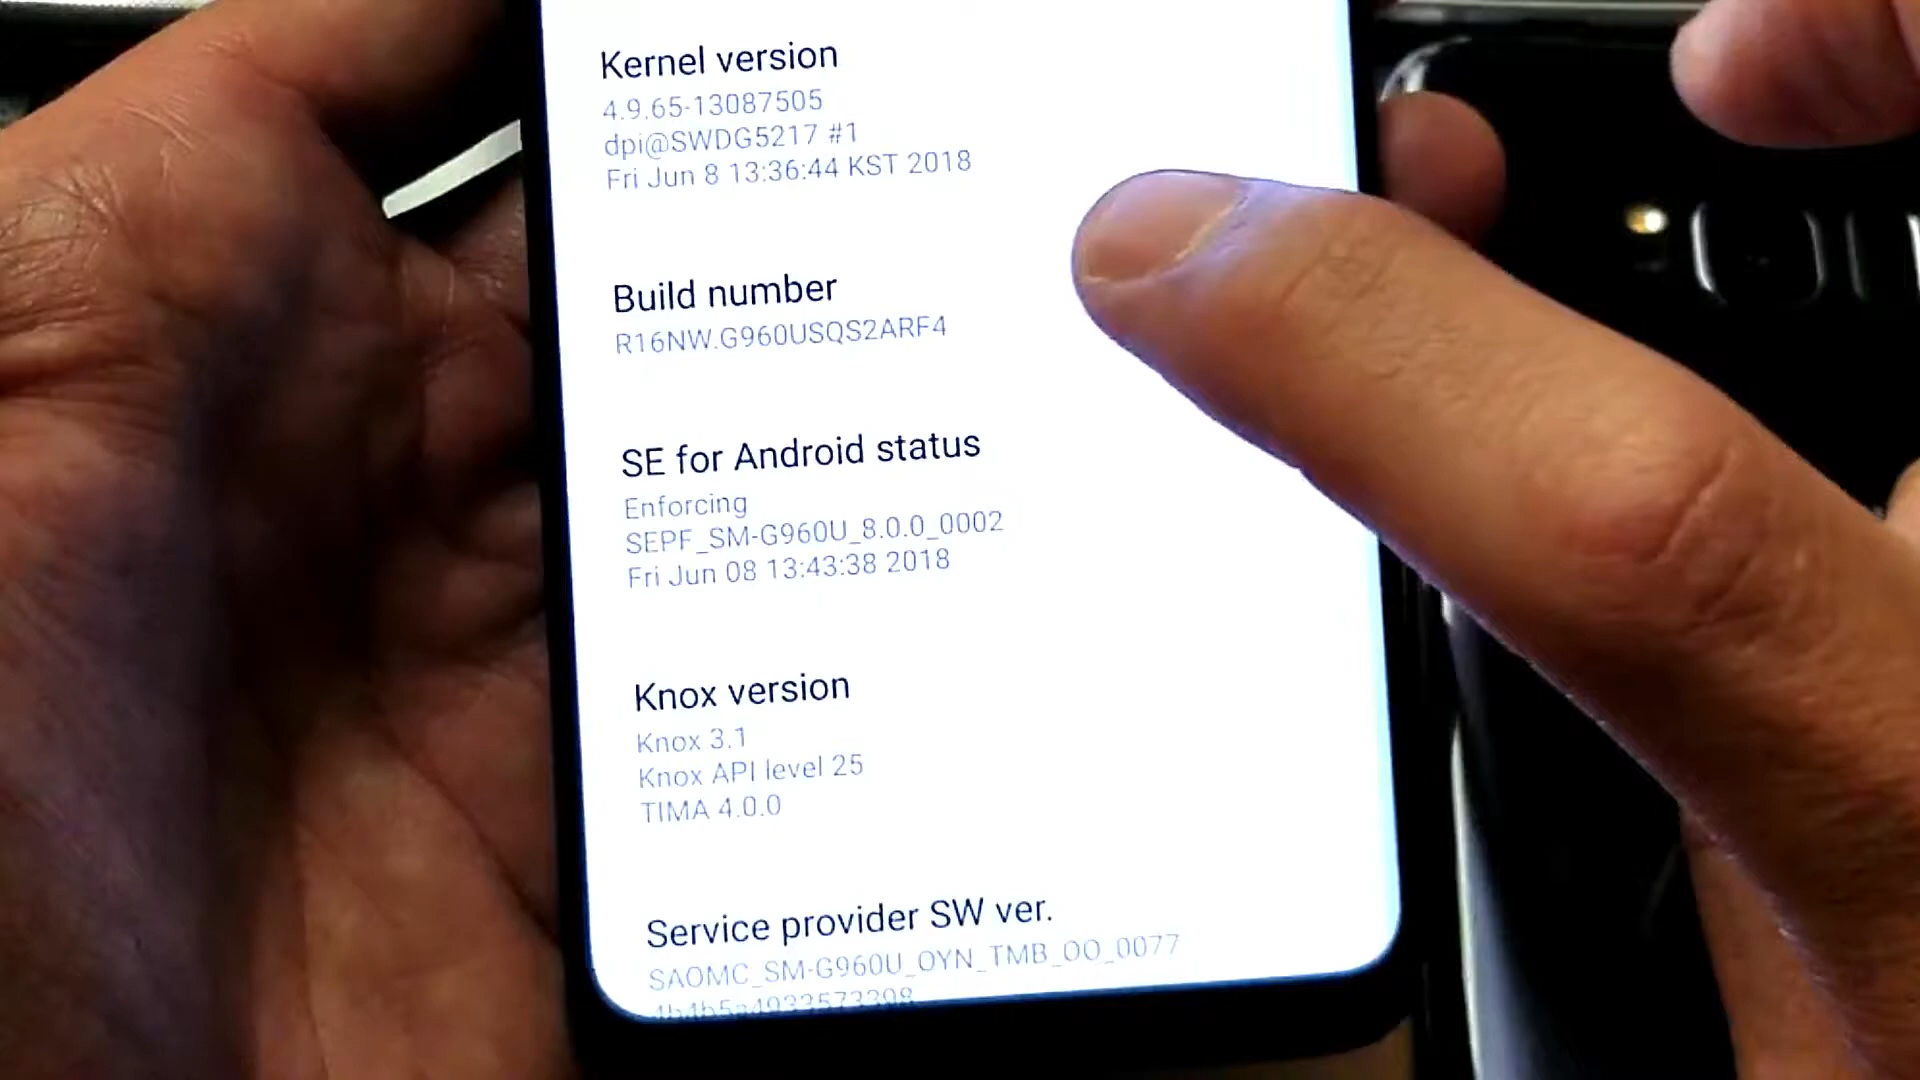 Kernel version
4.9.65-13087505
dpi@SWDG5217 #1
Fri Jun 8 13:36:44 KST 2018
Build number
R16NW.G960USQS2ARF4
SE for Android status
Enforcing
SEPF_SM-G960U_8.0.0_0002
Fri Jun 08 13:43:38 2018
Knox version
Knox 3.1
Knox API level 25
TIMA 4.0.0
Service provider SW ver.
SAOMC_SM-G960U_OYN_TMB_OO_0077